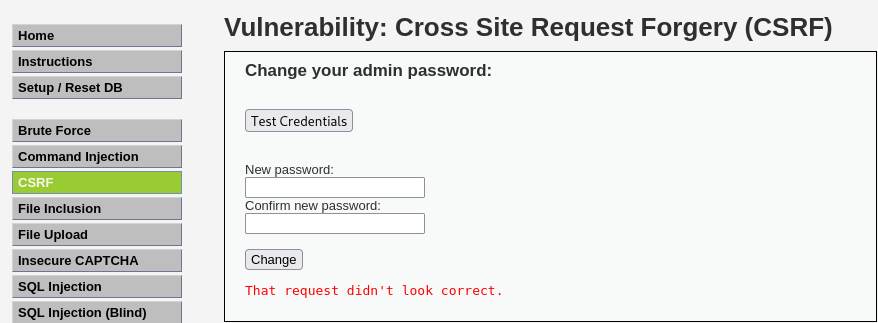 Vulnerability: Cross Site Request Forgery (CSRF)
Home
Instructions
Setup / Reset DB
Brute Force
Command Injection
CSRF
File Inclusion
File Upload
Insecure CAPTCHA
SQL Injection
SQL Injection (Blind)
Change your admin password:
Test Credentials
New password:
Confirm new password:
Change
That request didn't look correct.